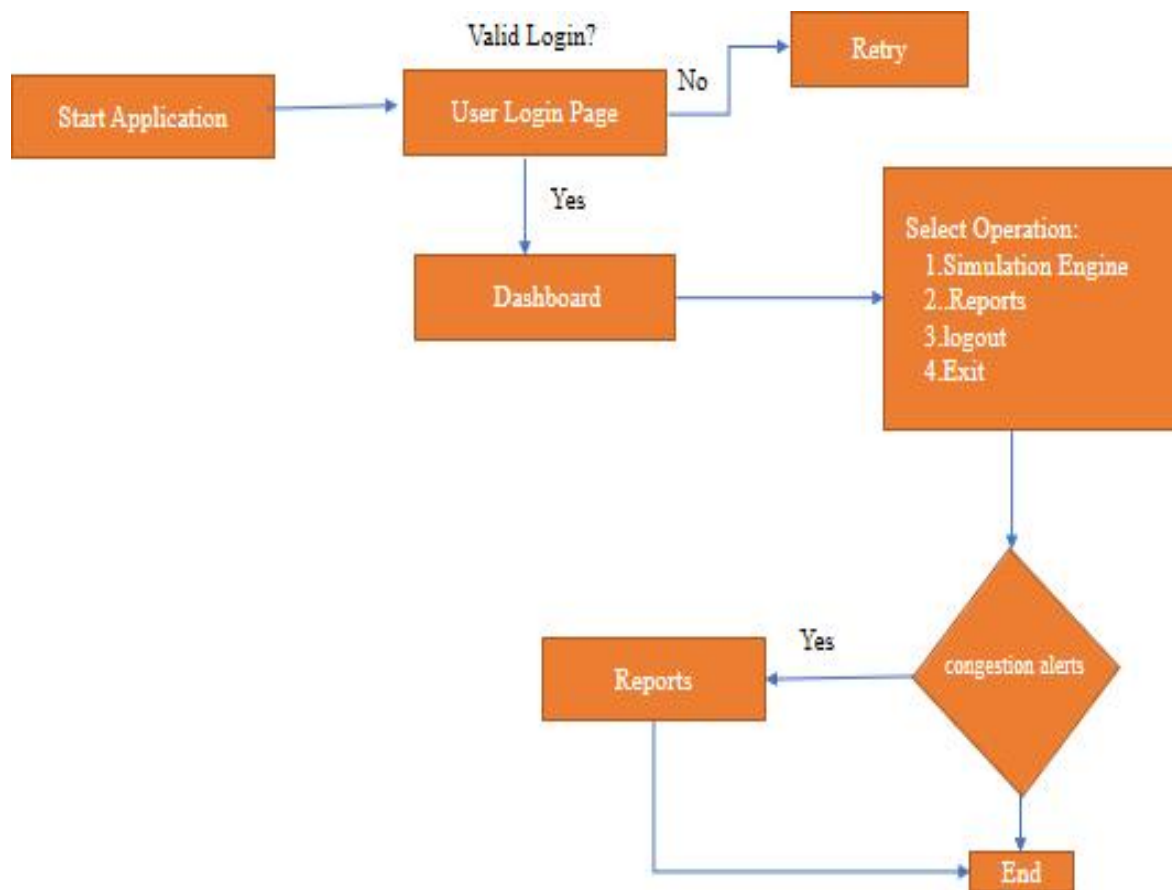 Valid Login?
Retry
No
Start Application
User Login Page
Yes
Dashboard
Select Operation:
1.Simulation Engine
2..Reports
3.logout
4.Exit
Yes
congestion alerts
Reports
End